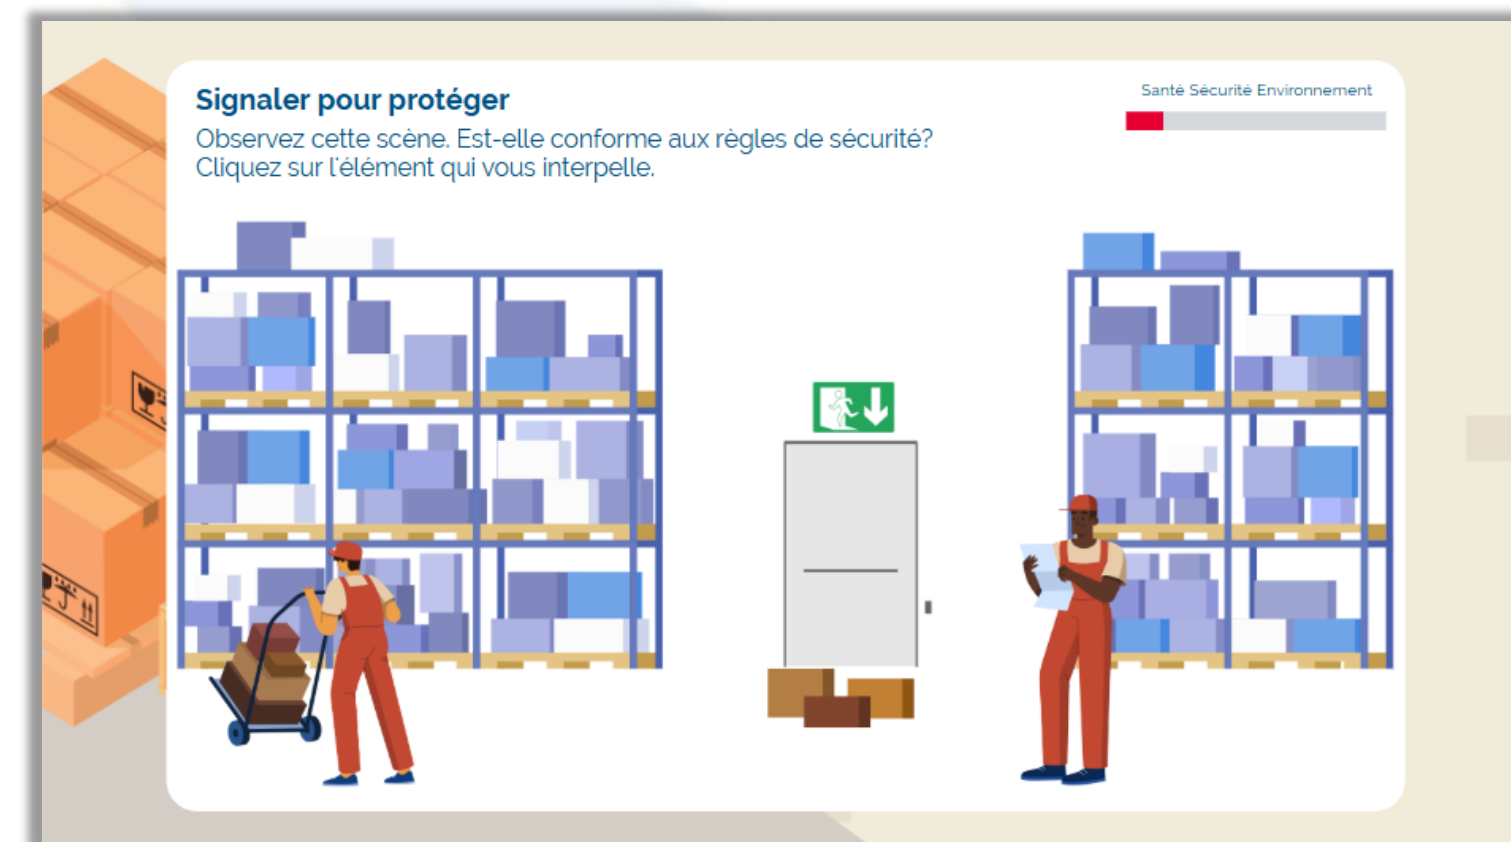 Signaler pour protéger
Santé Sécurité Environnement
Observez cette scène. Est-elle conforme aux règles de sécurité?
Cliquez sur l'élément qui vous interpelle.